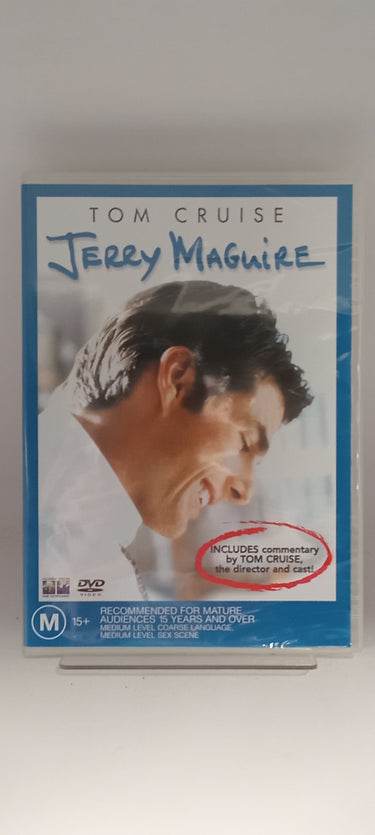 TOM CRUISE
JERRY MAGUIRE
INCLUDES commentary
by TOM CRUISE,
the director and cast!
DVD
VIDEO
M 15+
RECOMMENDED FOR MATURE
AUDIENCES 15 YEARS AND OVER
MEDIUM LEVEL COARSE LANGUAGE,
MEDIUM LEVEL SEX SCENE